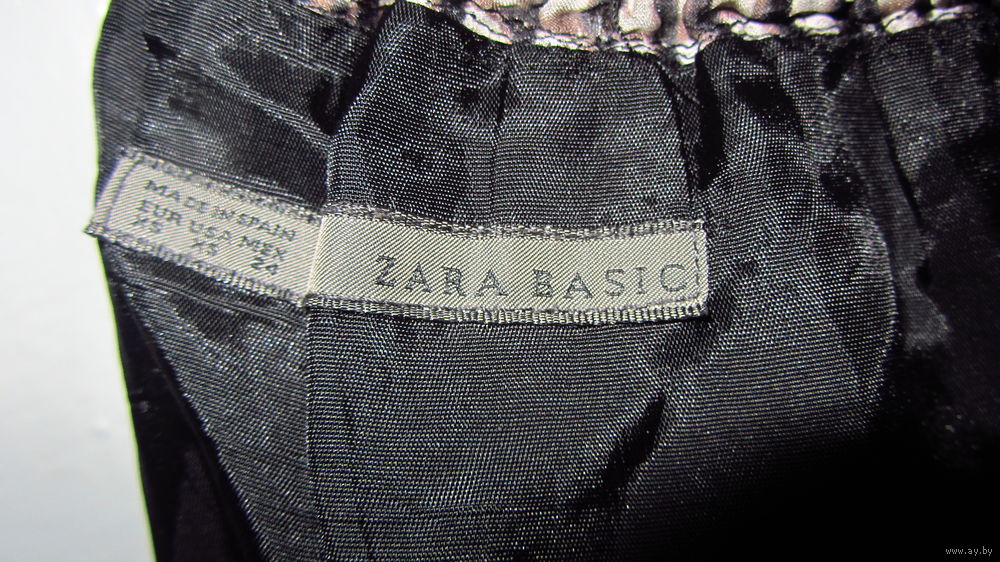 MADE IN SPAIN
EUR USA MEX
XS XS 24
ZARA BASIC
www.ay.by